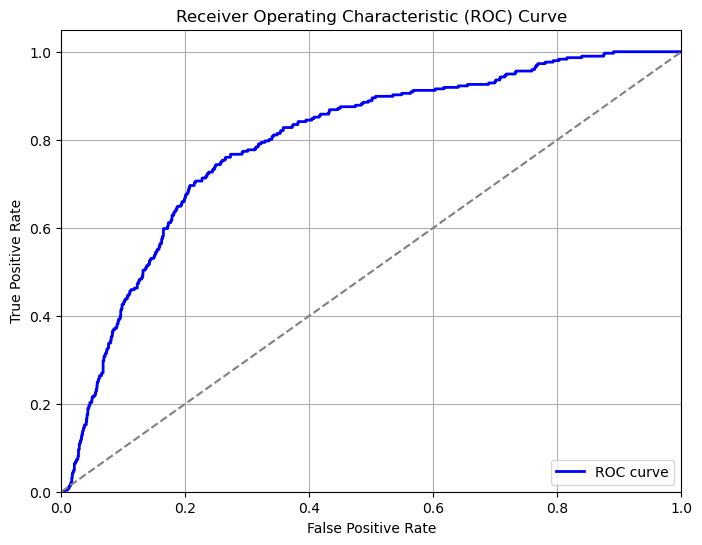 Receiver Operating Characteristic (ROC) Curve
1.0
0.8
0.6
0.4
0.2
0.0
True Positive Rate
0.0 0.2 0.4 0.6 0.8 1.0
False Positive Rate
ROC curve